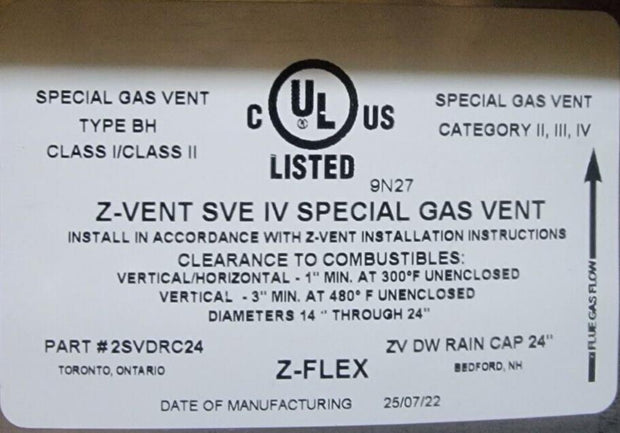 SPECIAL GAS VENT
TYPE BH
CLASS I/CLASS II
C UL ® US
LISTED
9N27
SPECIAL GAS VENT
CATEGORY II, III, IV
Z-VENT SVE IV SPECIAL GAS VENT
INSTALL IN ACCORDANCE WITH Z-VENT INSTALLATION INSTRUCTIONS
CLEARANCE TO COMBUSTIBLES:
VERTICAL/HORIZONTAL - 1" MIN. AT 300°F UNENCLOSED
VERTICAL - 3" MIN. AT 480° F UNENCLOSED
DIAMETERS 14 " THROUGH 24"
FLUE GAS FLOW
PART #2SVDRC24
ZV DW RAIN CAP 24"
TORONTO, ONTARIO
Z-FLEX
BEDFORD, NH
DATE OF MANUFACTURING 25/07/22